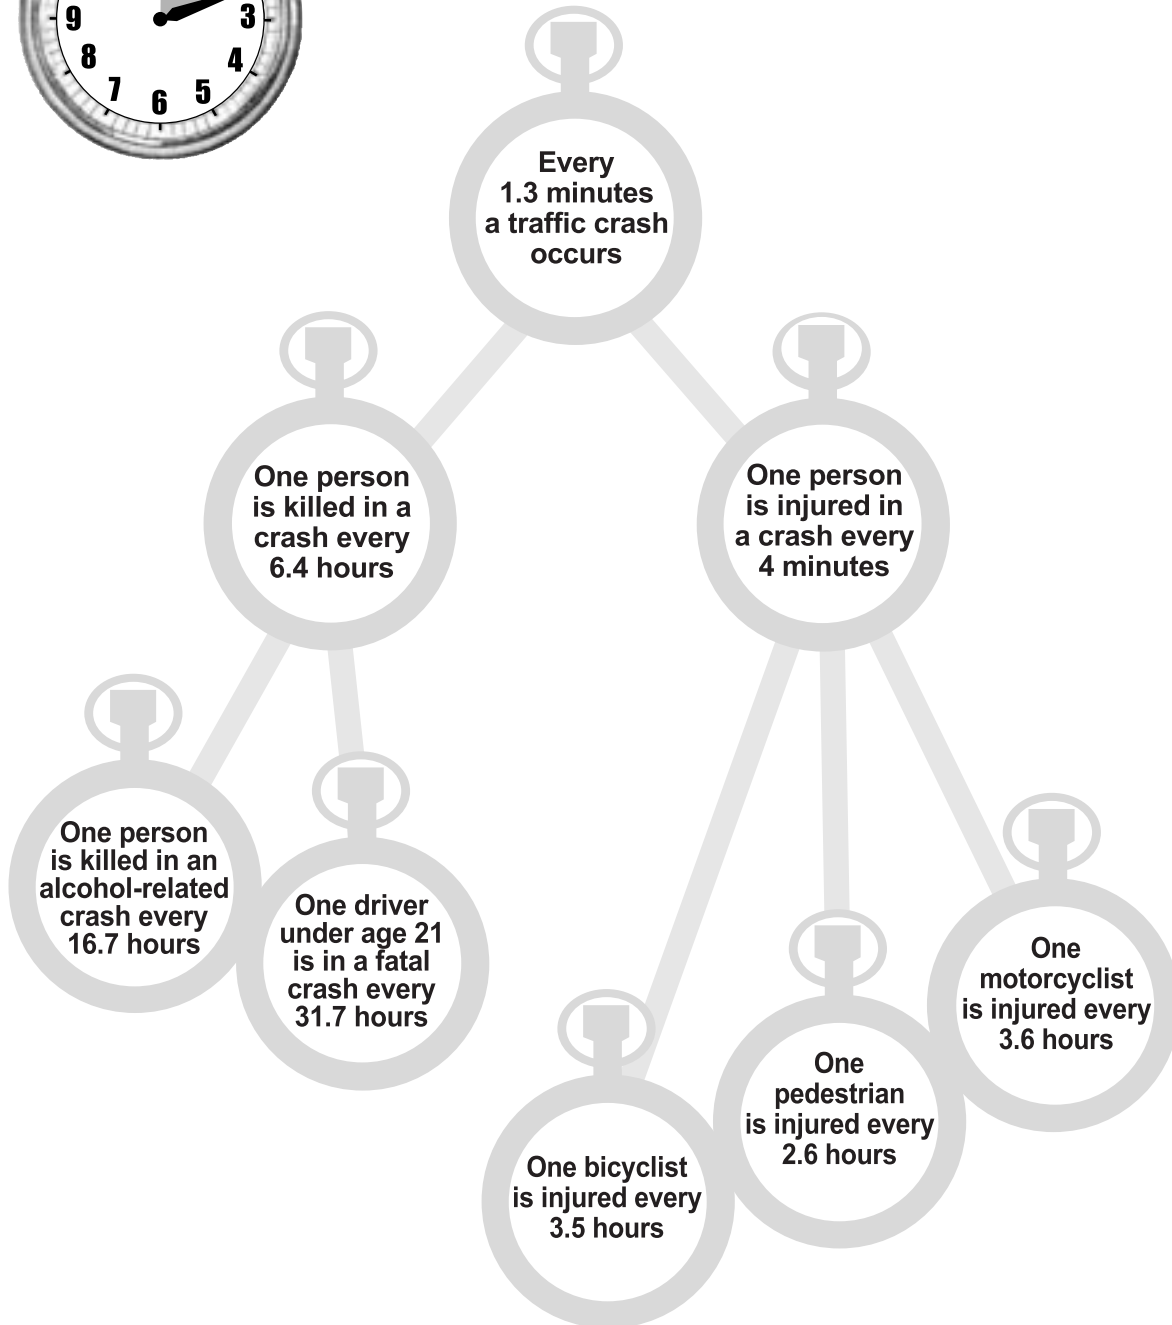 9
3
8
4
7
5
6
Every
1.3 minutes
a traffic crash
occurs
One person
is killed in a
crash every
6.4 hours
One person
is injured in
a crash every
4 minutes
One person
is killed in an
alcohol-related
crash every
16.7 hours
One driver
under age 21
is in a fatal
crash every
31.7 hours
One
motorcyclist
is injured every
3.6 hours
One
pedestrian
is injured every
2.6 hours
One bicyclist
is injured every
3.5 hours